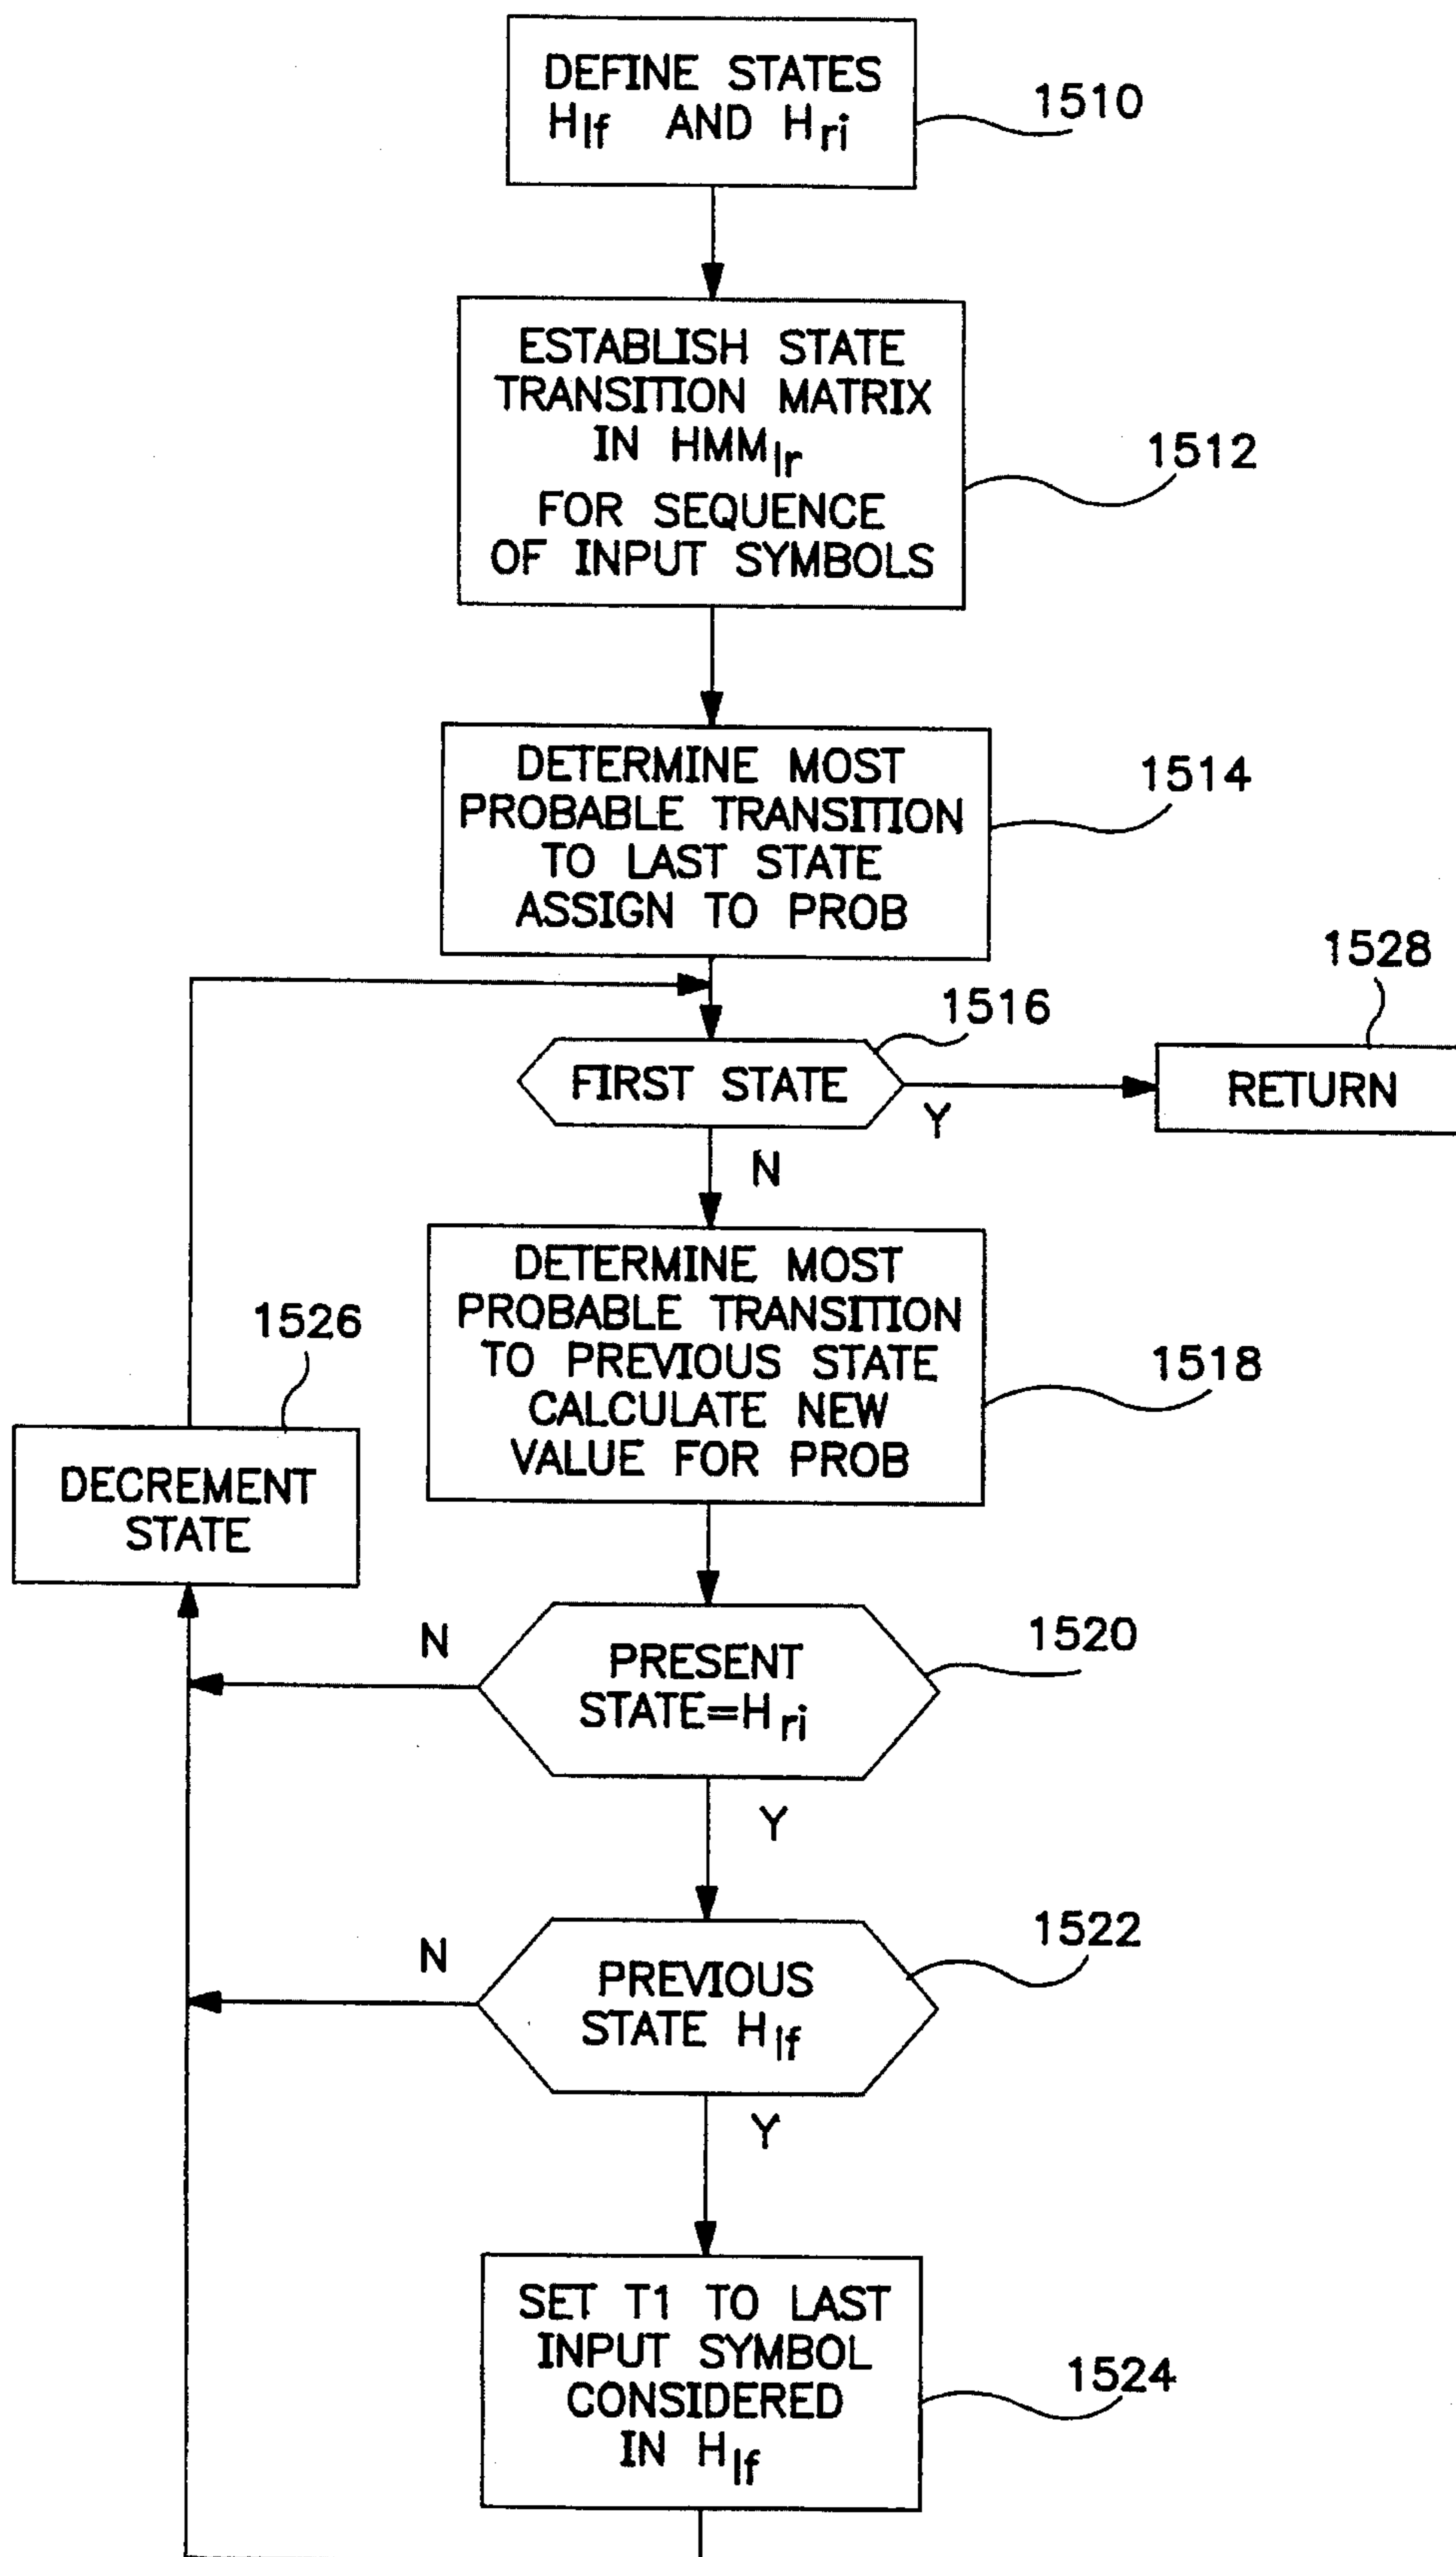 DEFINE STATES
H_lf AND H_ri
1510
ESTABLISH STATE
TRANSITION MATRIX
IN HMM_lr
FOR SEQUENCE
OF INPUT SYMBOLS
1512
DETERMINE MOST
PROBABLE TRANSITION
TO LAST STATE
ASSIGN TO PROB
1514
1516
FIRST STATE
Y
N
1528
RETURN
DETERMINE MOST
PROBABLE TRANSITION
TO PREVIOUS STATE
CALCULATE NEW
VALUE FOR PROB
1518
1526
DECREMENT
STATE
PRESENT
STATE=H_ri
1520
N
Y
PREVIOUS
STATE H_lf
1522
N
Y
SET T1 TO LAST
INPUT SYMBOL
CONSIDERED
IN H_lf
1524